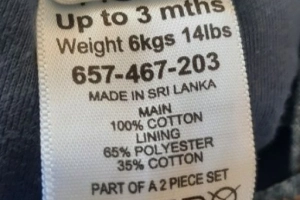 Up to 3 mths
Weight 6kgs 14lbs
657-467-203
MADE IN SRI LANKA
MAIN
100% COTTON
LINING
65% POLYESTER
35% COTTON
PART OF A 2 PIECE SET